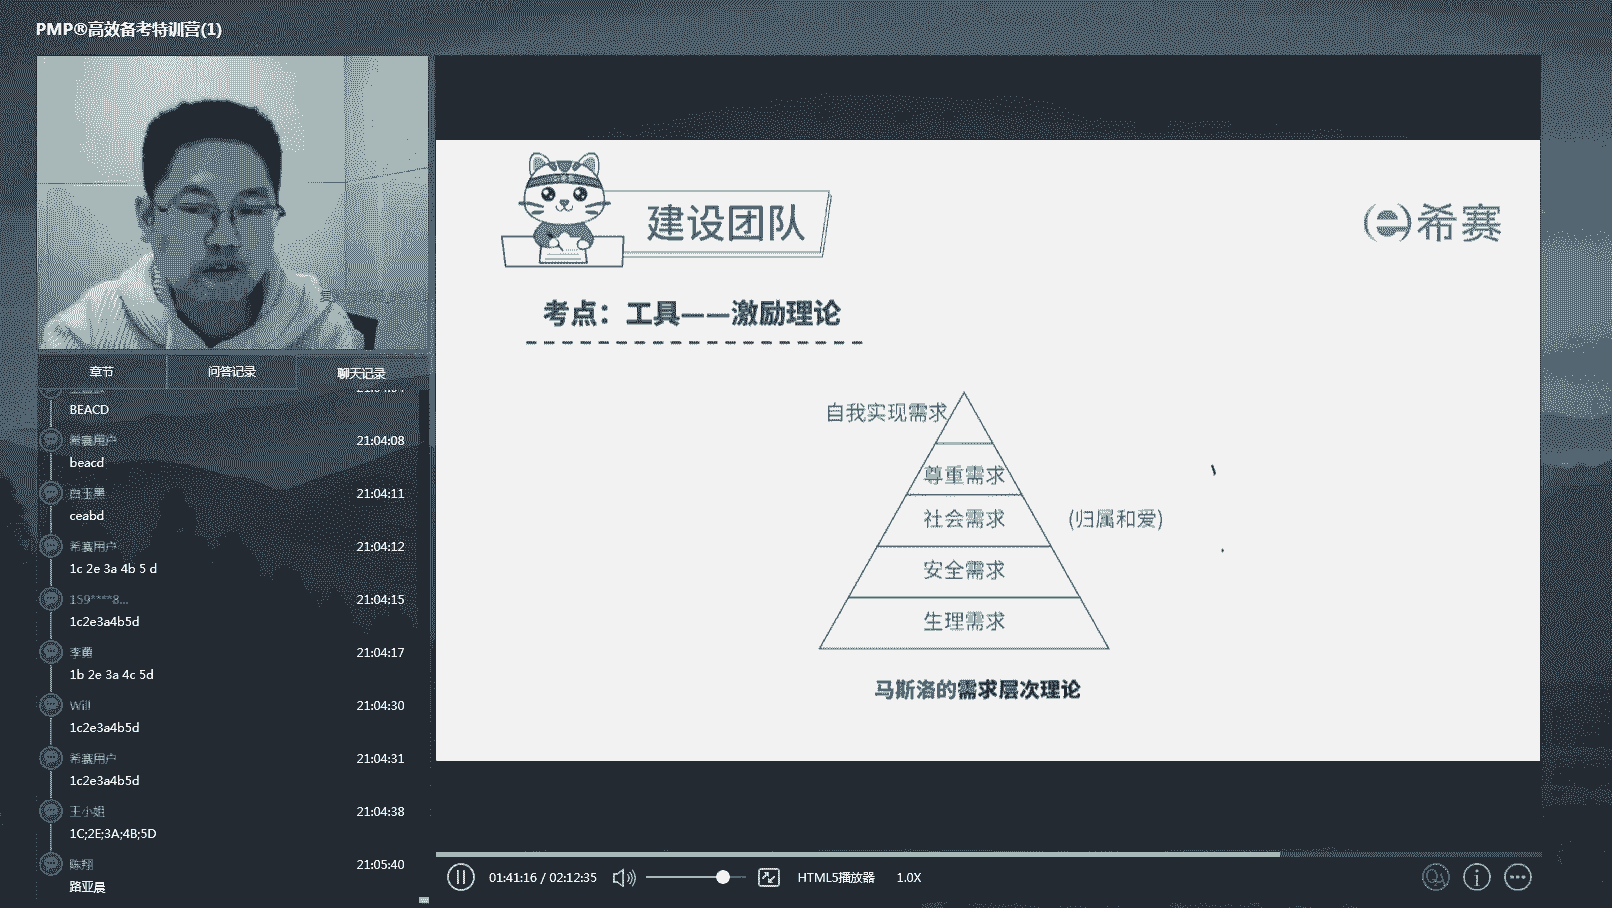 PMP®高效备考特训营(1)
章节
问答记录
聊天记录
BEACD
希赛用户
21:04:08
beacd
白玉黑
21:04:11
ceabd
希赛用户
21:04:12
1c 2e 3a 4b 5 d
159****8...
21:04:15
1c2e3a4b5d
李茵
21:04:17
1b 2e 3a 4c 5d
Will
21:04:30
1c2e3a4b5d
希赛用户
21:04:31
1c2e3a4b5d
王小姐
21:04:38
1C;2E;3A;4B;5D
陈翔
21:05:40
路亚晨
建设团队
希赛
考点：工具——激励理论
自我实现需求
尊重需求
社会需求
(归属和爱)
安全需求
生理需求
马斯洛的需求层次理论
01:41:16 / 02:12:35
HTML5播放器
1.0X